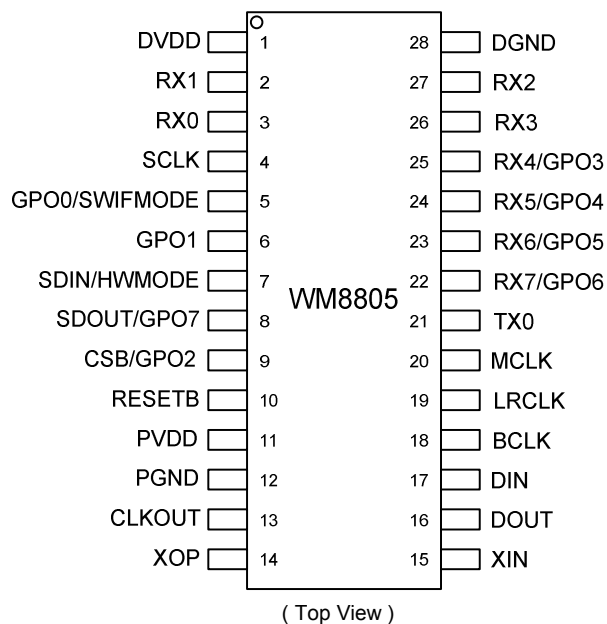 DVDD 1 28 DGND
RX1 2 27 RX2
RX0 3 26 RX3
SCLK 4 25 RX4/GPO3
GPO0/SWIFMODE 5 24 RX5/GPO4
GPO1 6 23 RX6/GPO5
SDIN/HWMODE 7 22 RX7/GPO6
WM8805
SDOUT/GPO7 8 21 TX0
CSB/GPO2 9 20 MCLK
RESETB 10 19 LRCLK
PVDD 11 18 BCLK
PGND 12 17 DIN
CLKOUT 13 16 DOUT
XOP 14 15 XIN
( Top View )